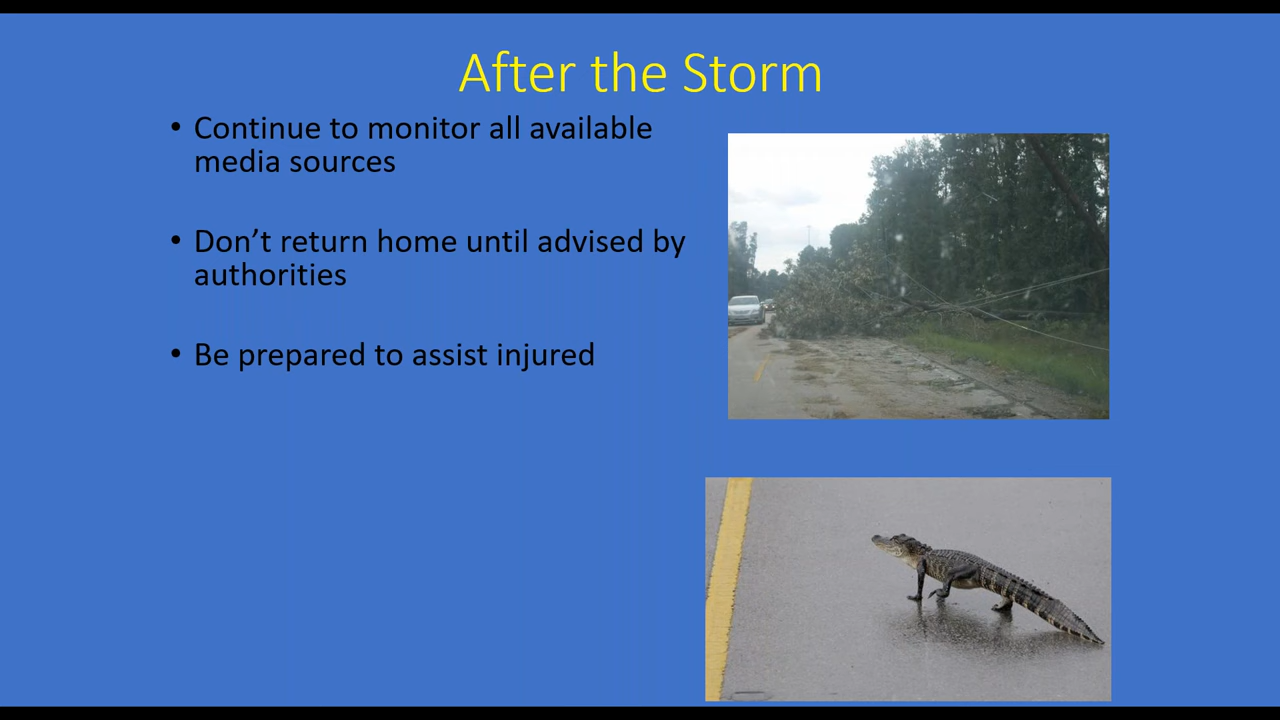 After the Storm
• Continue to monitor all available
media sources
• Don’t return home until advised by
authorities
• Be prepared to assist injured